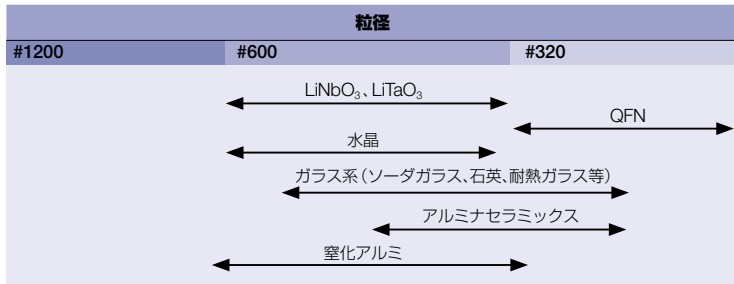 粒径
#1200 #600 #320
LiNbO₃、LiTaO₃
QFN
水晶
ガラス系（ソーダガラス、石英、耐熱ガラス等）
アルミナセラミックス
窒化アルミ